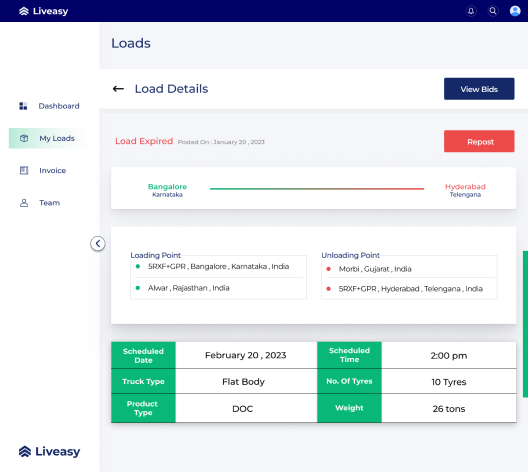 Liveasy
Loads
Load Details
View Bids
Dashboard
My Loads
Invoice
Team
Load Expired Posted On : January 20 , 2023
Repost
Bangalore
Karnataka
Hyderabad
Telengana
Loading Point
5RXF+GPR , Bangalore , Karnataka , India
Alwar , Rajasthan , India
Unloading Point
Morbi , Gujarat , India
5RXF+GPR , Hyderabad , Telengana , India
Scheduled
Date
February 20 , 2023
Scheduled
Time
2:00 pm
Truck Type
Flat Body
No. Of Tyres
10 Tyres
Product
Type
DOC
Weight
26 tons
Liveasy